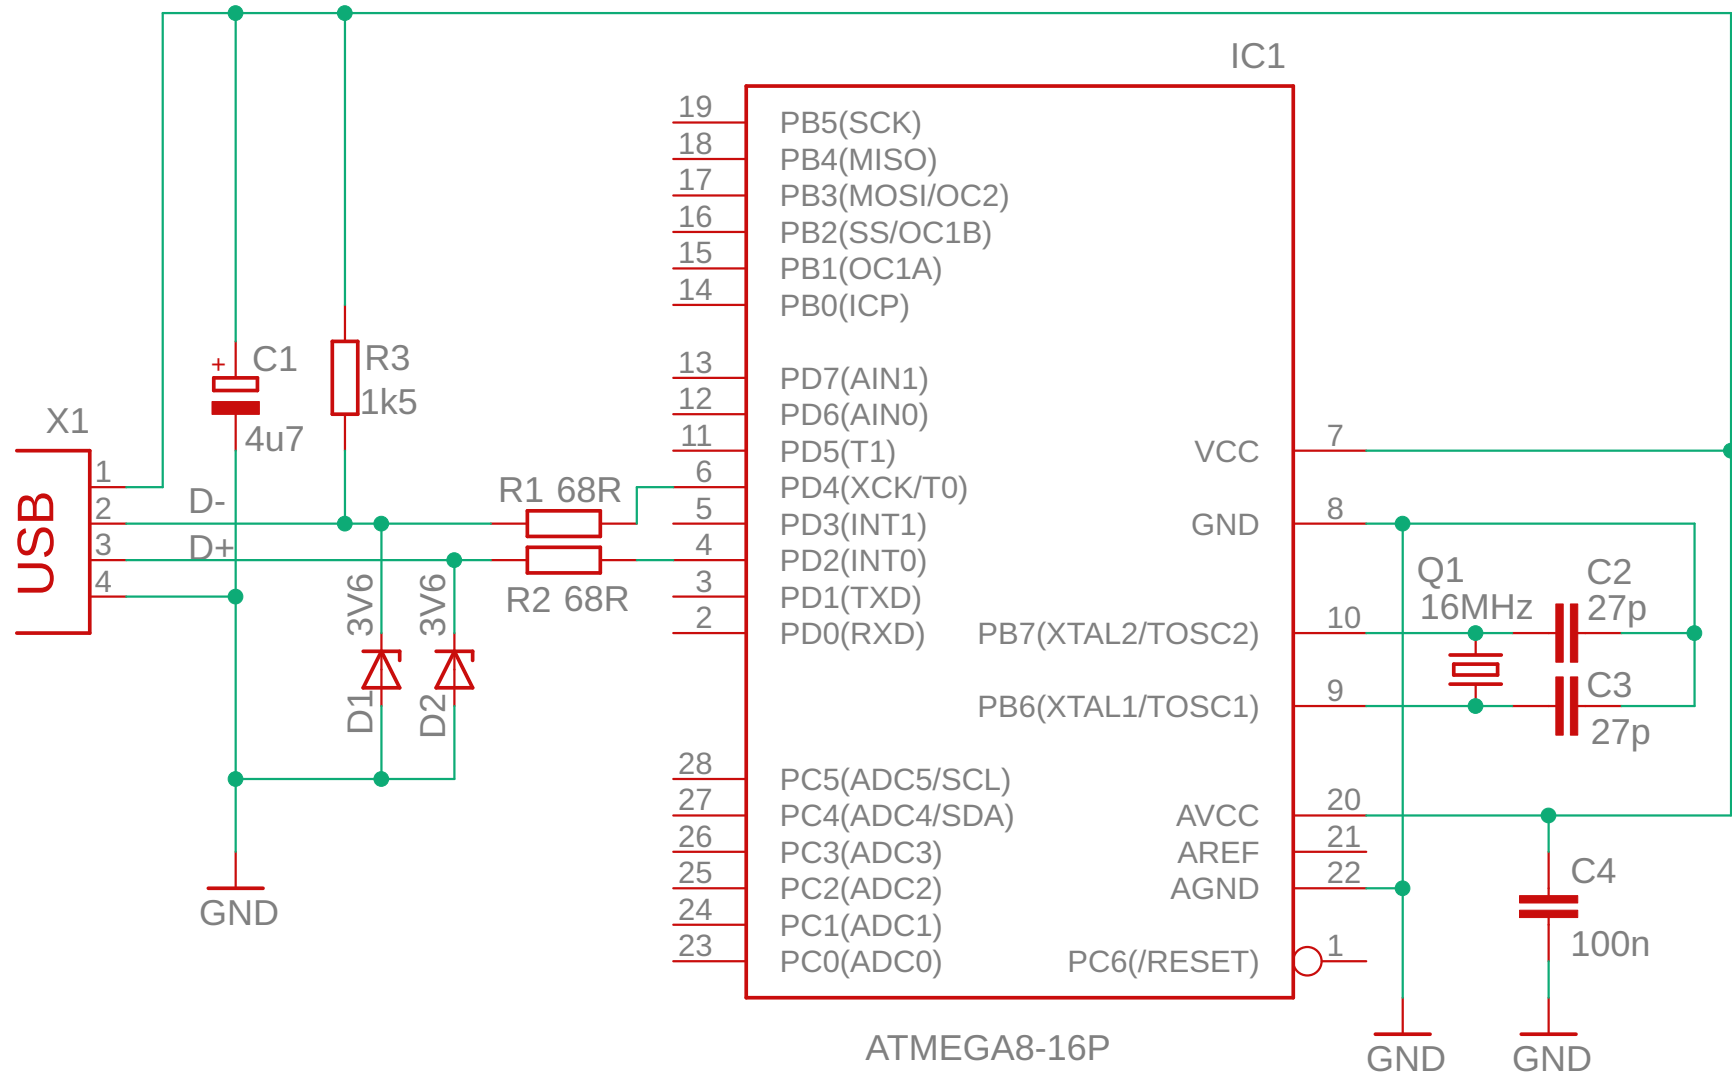 IC1
19 PB5(SCK)
18 PB4(MISO)
17 PB3(MOSI/OC2)
16 PB2(SS/OC1B)
15 PB1(OC1A)
14 PB0(ICP)
+ C1
4u7
R3
1k5
13 PD7(AIN1)
12 PD6(AIN0)
11 PD5(T1)
6 PD4(XCK/T0)
5 PD3(INT1)
4 PD2(INT0)
3 PD1(TXD)
2 PD0(RXD)
X1
USB
1
2
3
4
D-
D+
R1 68R
R2 68R
3V6
D1
3V6
D2
GND
VCC 7
GND 8
PB7(XTAL2/TOSC2) 10
PB6(XTAL1/TOSC1) 9
Q1
16MHz
C2
27p
C3
27p
28 PC5(ADC5/SCL)
27 PC4(ADC4/SDA)
26 PC3(ADC3)
25 PC2(ADC2)
24 PC1(ADC1)
23 PC0(ADC0)
AVCC 20
AREF 21
AGND 22
PC6(/RESET) 1
C4
100n
ATMEGA8-16P
GND
GND